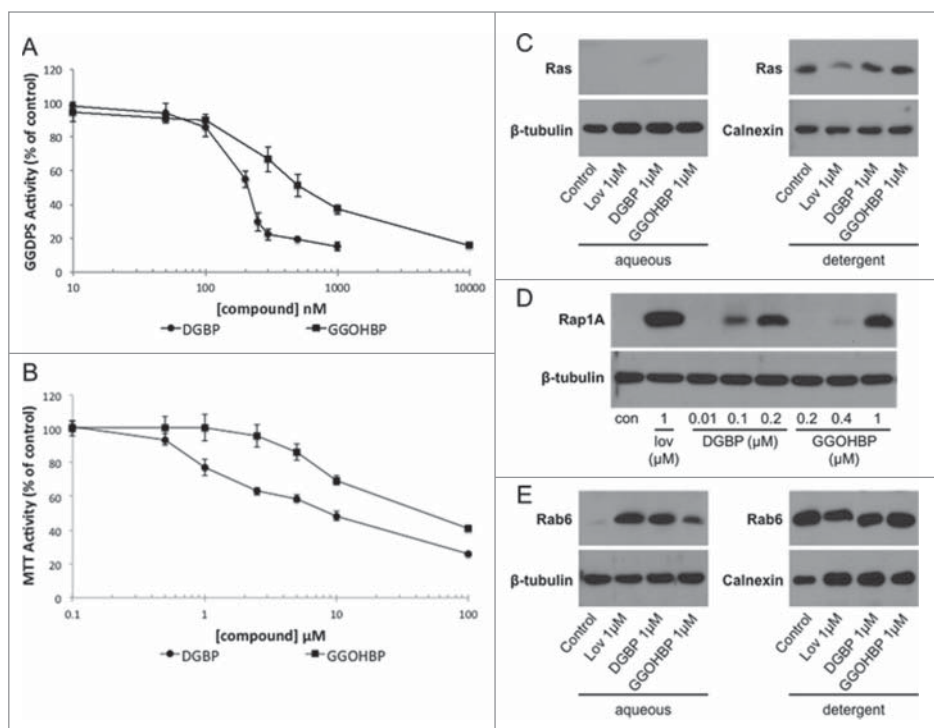 A
GGDPS Activity (% of control)
120
100
80
60
40
20
0
10
100
1000
10000
[compound] nM
DGBP
GGOHBP
B
MTT Activity (% of control)
120
100
80
60
40
20
0
0.1
1
10
100
[compound] μM
DGBP
GGOHBP
C
Ras
Ras
β-tubulin
Calnexin
Control
Lov 1μM
DGBP 1μM
GGOHBP 1μM
Control
Lov 1μM
DGBP 1μM
GGOHBP 1μM
aqueous
detergent
D
Rap1A
β-tubulin
con 1 0.01 0.1 0.2 0.2 0.4 1
lov DGBP (μM) GGOHBP
(μM) (μM)
E
Rab6
Rab6
β-tubulin
Calnexin
Control
Lov 1μM
DGBP 1μM
GGOHBP 1μM
Control
Lov 1μM
DGBP 1μM
GGOHBP 1μM
aqueous
detergent